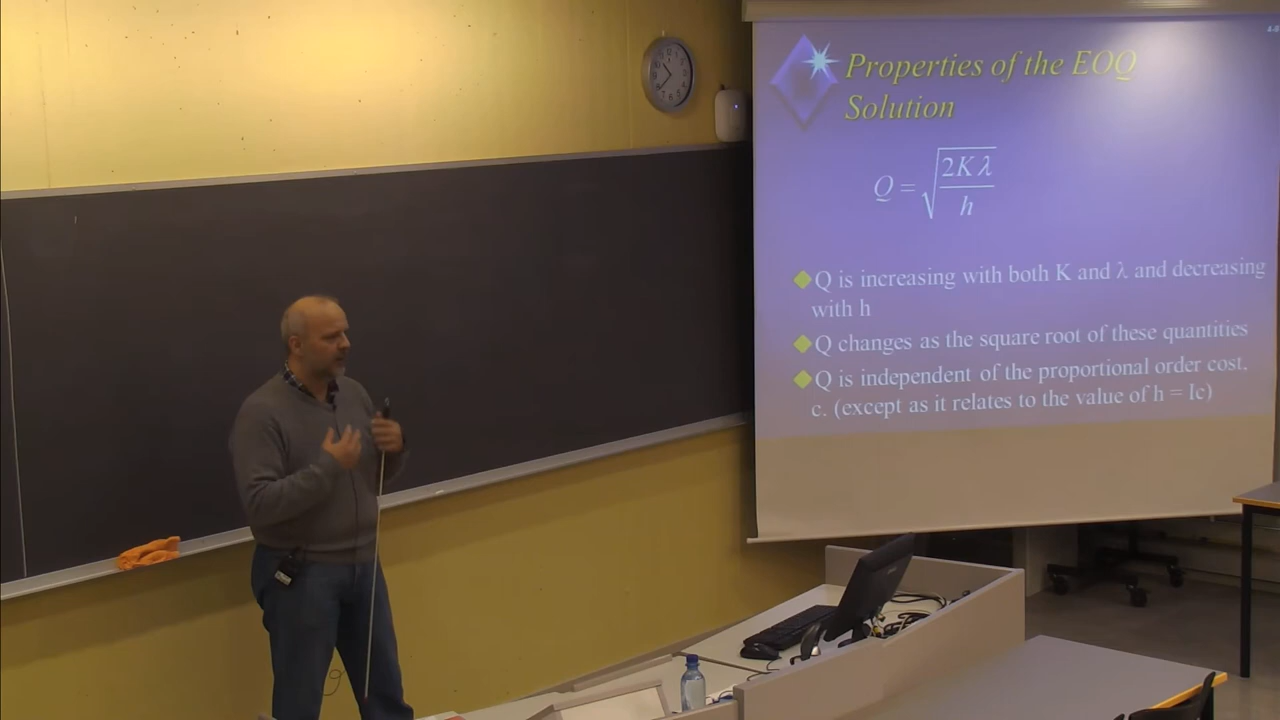 Properties of the EOQ
Solution
Q = √(2Kλ/h)
Q is increasing with both K and λ and decreasing
with h
Q changes as the square root of these quantities
Q is independent of the proportional order cost,
c. (except as it relates to the value of h = Ic)